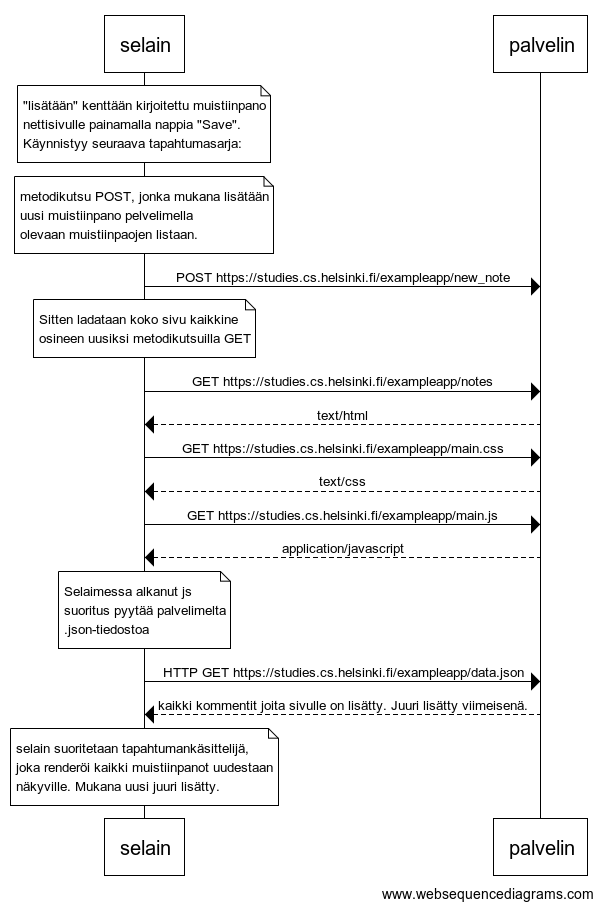 selain
palvelin
"lisätään" kenttään kirjoitettu muistiinpano
nettisivulle painamalla nappia "Save".
Käynnistyy seuraava tapahtumasarja:
metodikutsu POST, jonka mukana lisätään
uusi muistiinpano pelvelimella
olevaan muistiinpaojen listaan.
POST https://studies.cs.helsinki.fi/exampleapp/new_note
Sitten ladataan koko sivu kaikkine
osineen uusiksi metodikutsuilla GET
GET https://studies.cs.helsinki.fi/exampleapp/notes
text/html
GET https://studies.cs.helsinki.fi/exampleapp/main.css
text/css
GET https://studies.cs.helsinki.fi/exampleapp/main.js
application/javascript
Selaimessa alkanut js
suoritus pyytää palvelimelta
.json-tiedostoa
HTTP GET https://studies.cs.helsinki.fi/exampleapp/data.json
kaikki kommentit joita sivulle on lisätty. Juuri lisätty viimeisenä.
selain suoritetaan tapahtumankäsittelijä,
joka renderöi kaikki muistiinpanot uudestaan
näkyville. Mukana uusi juuri lisätty.
selain
palvelin
www.websequencediagrams.com